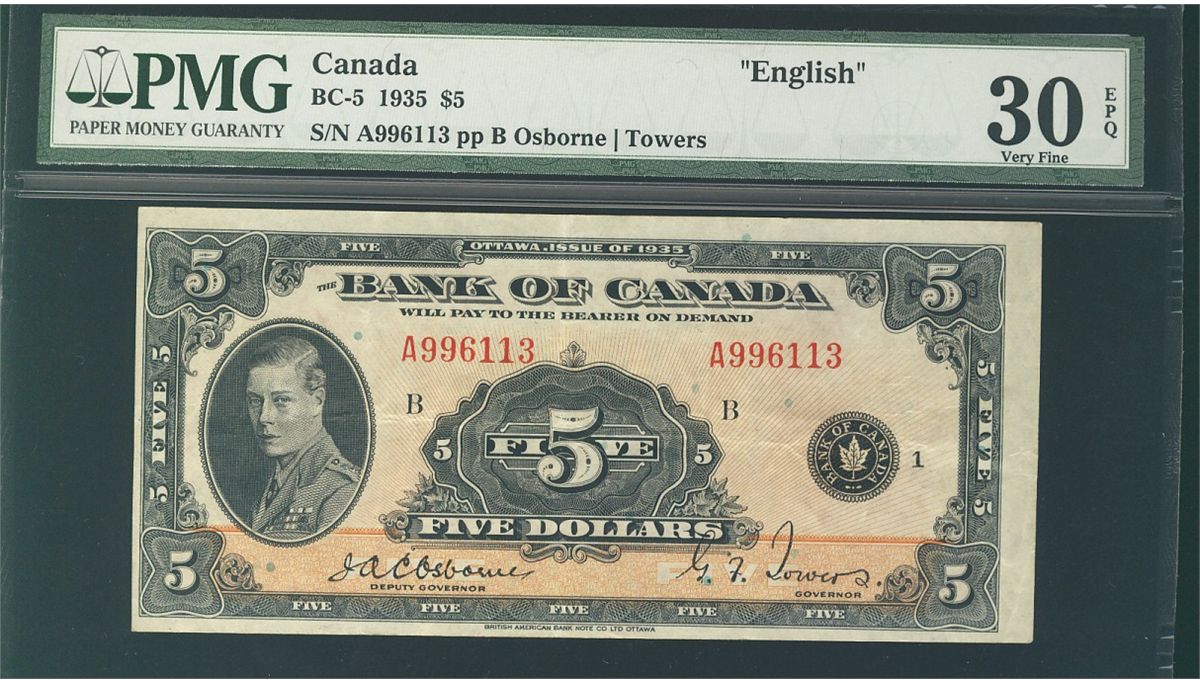 PMG
PAPER MONEY GUARANTY
Canada
BC-5 1935 $5
S/N A996113 pp B Osborne | Towers
"English"
30
Very Fine
EPQ
5 FIVE OTTAWA. ISSUE OF 1935 FIVE 5
THE BANK OF CANADA
WILL PAY TO THE BEARER ON DEMAND
A996113 A996113
B B
5 FIVE 5
5 FIVE 5
5 FIVE 5
5
BANK OF CANADA
1
FIVE DOLLARS
J A C Osborne G. F. Towers.
DEPUTY GOVERNOR GOVERNOR
5 FIVE FIVE FIVE FIVE FIVE 5
BRITISH AMERICAN BANK NOTE CO LTD OTTAWA